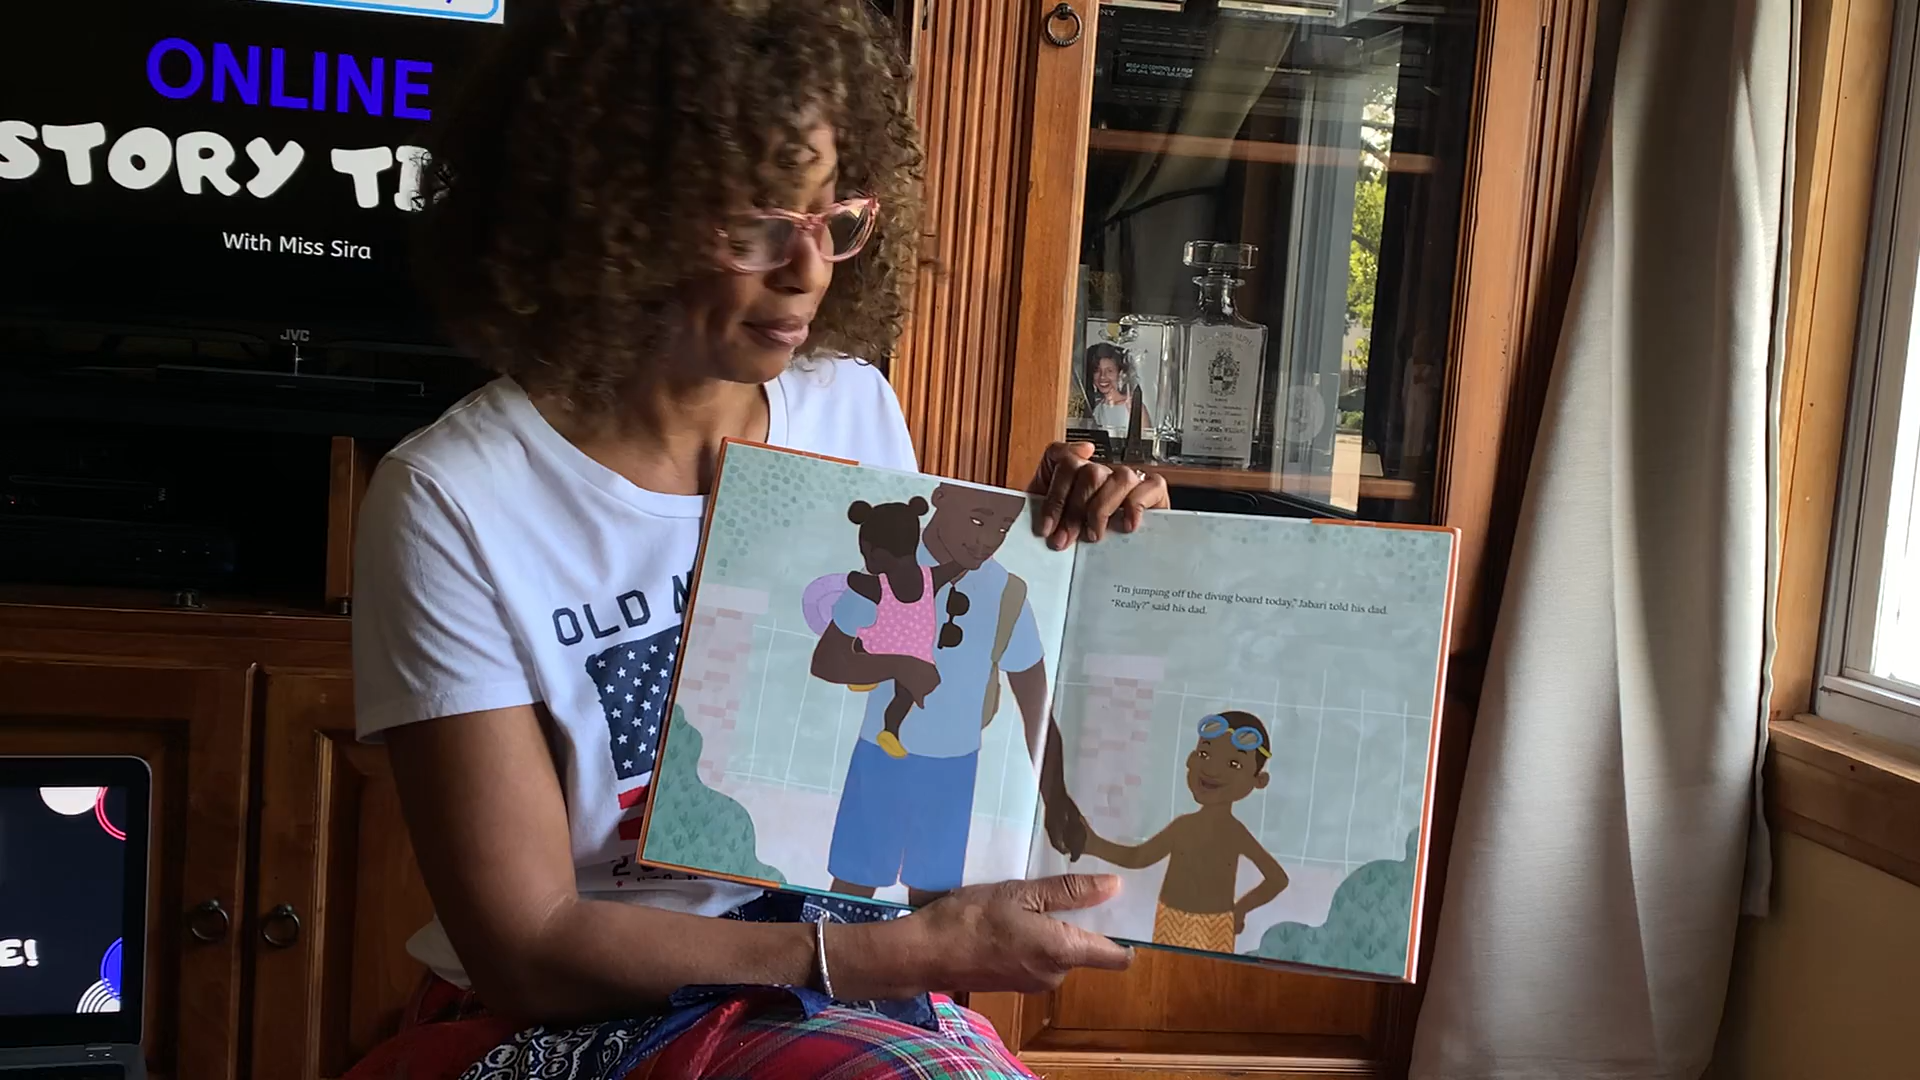 ONLINE
STORY TI
With Miss Sira
JVC
OLD
"I'm jumping off the diving board today," Jabari told his dad.
"Really?" said his dad.
E!